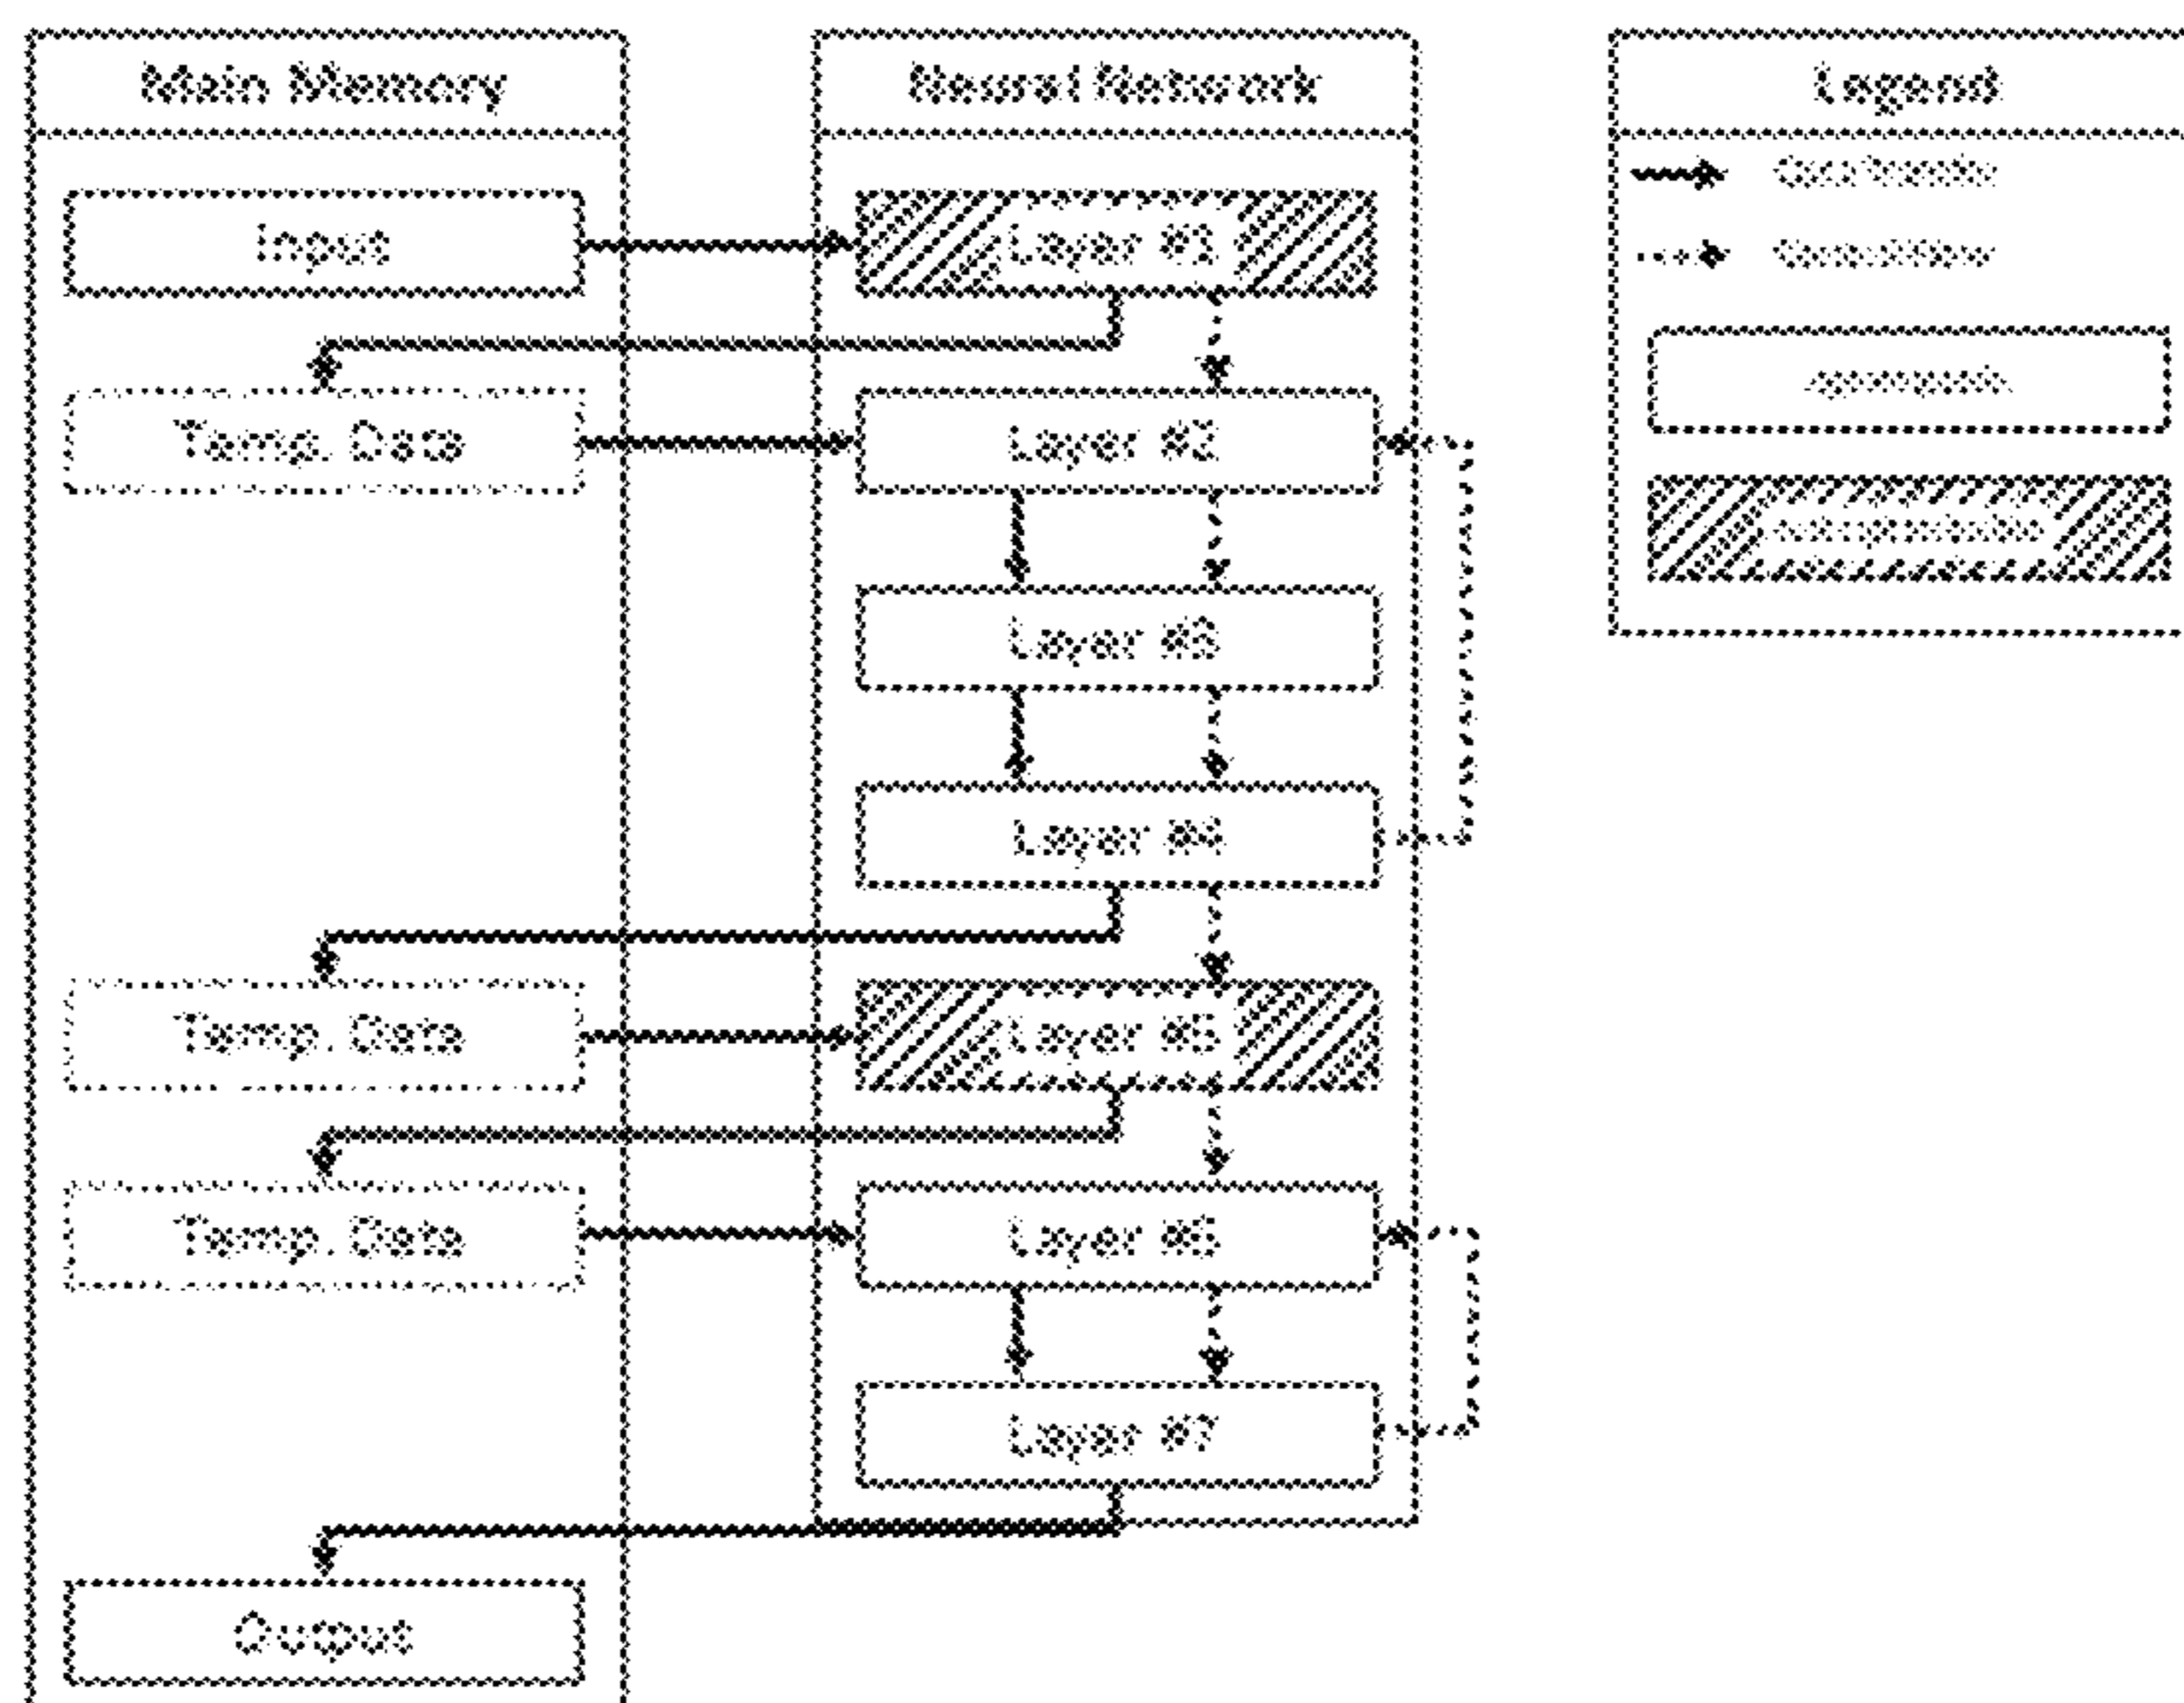 Main Memory
Neural Network
Legend
Input
Layer #1
Temp. Data
Layer #2
Layer #3
Layer #4
Temp. Data
Layer #5
Temp. Data
Layer #6
Layer #7
Output